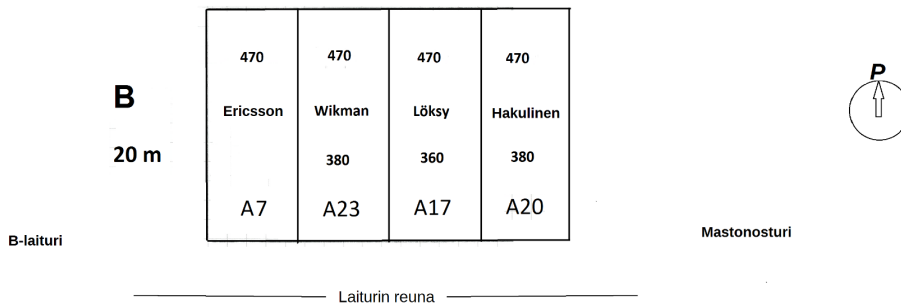 470 470 470 470
P
B
Ericsson Wikman Löksy Hakulinen
20 m
380 360 380
A7 A23 A17 A20
B-laituri
Mastonosturi
Laiturin reuna